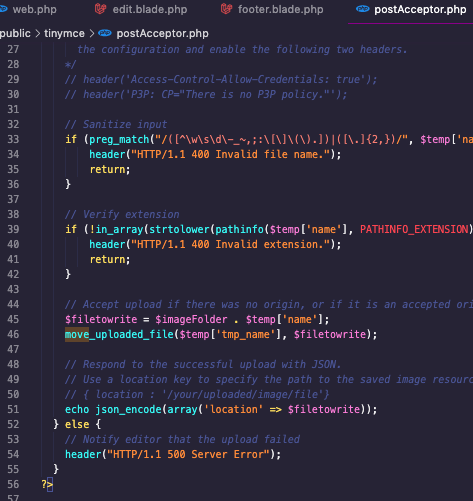 web.php edit.blade.php footer.blade.php postAcceptor.php
public > tinymce > postAcceptor.php
27 the configuration and enable the following two headers.
28 */
29 // header('Access-Control-Allow-Credentials: true');
30 // header('P3P: CP="There is no P3P policy."');
31
32 // Sanitize input
33 if (preg_match("/([^\w\s\d\-_~,;:\[\]\(\).])|([\.]{2,})/", $temp['na
34 header("HTTP/1.1 400 Invalid file name.");
35 return;
36 }
37
38 // Verify extension
39 if (!in_array(strtolower(pathinfo($temp['name'], PATHINFO_EXTENSION)
40 header("HTTP/1.1 400 Invalid extension.");
41 return;
42 }
43
44 // Accept upload if there was no origin, or if it is an accepted ori
45 $filetowrite = $imageFolder . $temp['name'];
46 move_uploaded_file($temp['tmp_name'], $filetowrite);
47
48 // Respond to the successful upload with JSON.
49 // Use a location key to specify the path to the saved image resour
50 // { location : '/your/uploaded/image/file'}
51 echo json_encode(array('location' => $filetowrite));
52 } else {
53 // Notify editor that the upload failed
54 header("HTTP/1.1 500 Server Error");
55 }
56 ?>
57